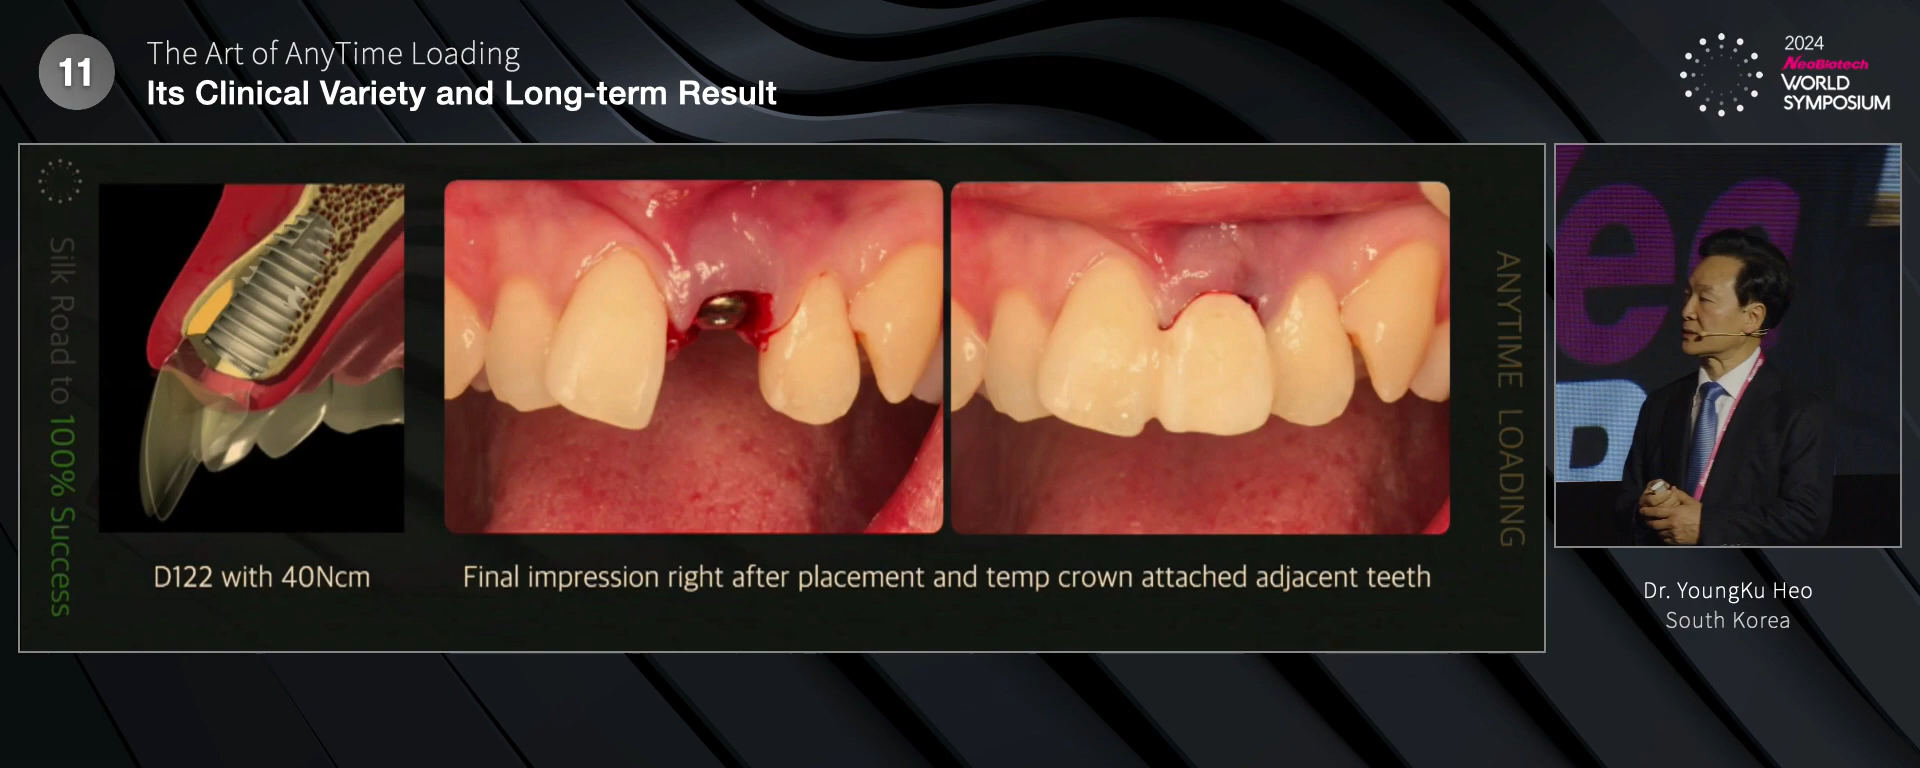 11
The Art of AnyTime Loading
Its Clinical Variety and Long-term Result
2024
NeoBiotech
WORLD
SYMPOSIUM
Silk Road to 100% Success
D122 with 40Ncm
Final impression right after placement and temp crown attached adjacent teeth
ANYTIME LOADING
Dr. YoungKu Heo
South Korea